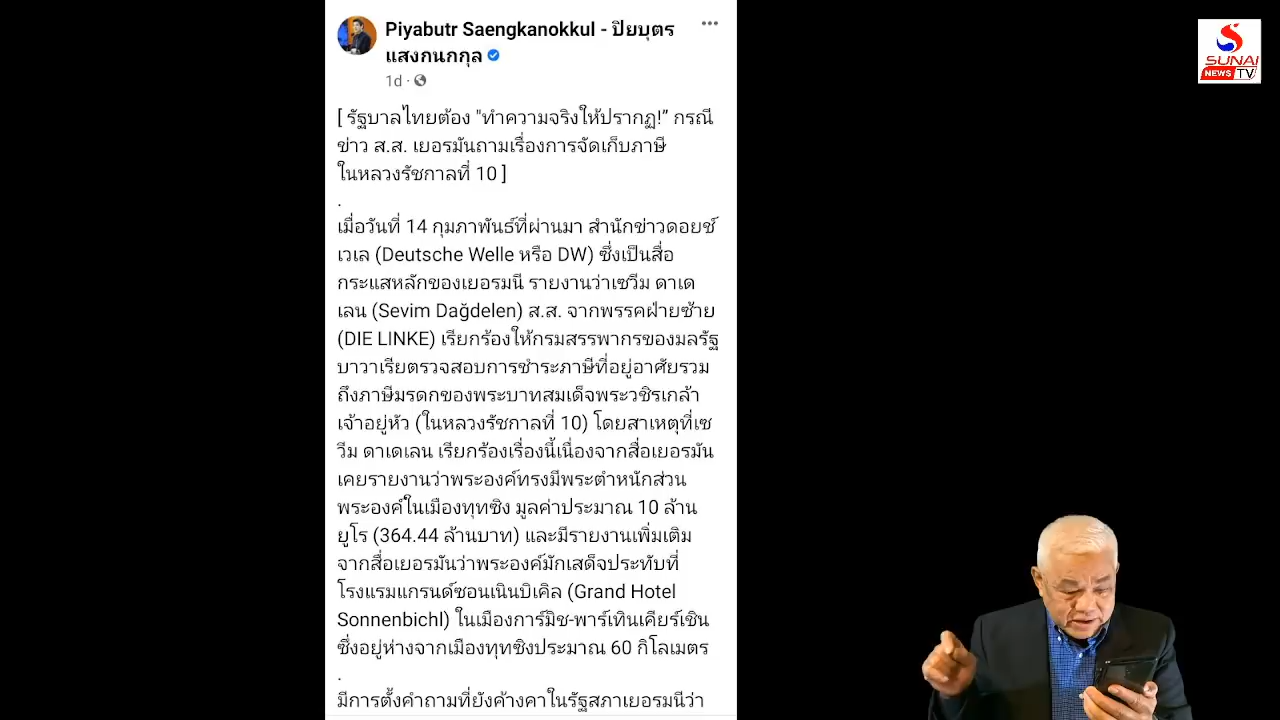 Piyabutr Saengkanokkul - ปิยบุตร
แสงกนกกุล
1d
[ รัฐบาลไทยต้อง "ทำความจริงให้ปรากฏ!” กรณี
ข่าว ส.ส. เยอรมันถามเรื่องการจัดเก็บภาษี
ในหลวงรัชกาลที่ 10 ]
.
เมื่อวันที่ 14 กุมภาพันธ์ที่ผ่านมา สำนักข่าวดอยช์
เวเล (Deutsche Welle หรือ DW) ซึ่งเป็นสื่อ
กระแสหลักของเยอรมนี รายงานว่าเซวีม ดาเด
เลน (Sevim Dağdelen) ส.ส. จากพรรคฝ่ายซ้าย
(DIE LINKE) เรียกร้องให้กรมสรรพากรของมลรัฐ
บาวาเรียตรวจสอบการชำระภาษีที่อยู่อาศัยรวม
ถึงภาษีมรดกของพระบาทสมเด็จพระวชิรเกล้า
เจ้าอยู่หัว (ในหลวงรัชกาลที่ 10) โดยสาเหตุที่เซ
วีม ดาเดเลน เรียกร้องเรื่องนี้เนื่องจากสื่อเยอรมัน
เคยรายงานว่าพระองค์ทรงมีพระตำหนักส่วน
พระองค์ในเมืองทุทซิง มูลค่าประมาณ 10 ล้าน
ยูโร (364.44 ล้านบาท) และมีรายงานเพิ่มเติม
จากสื่อเยอรมันว่าพระองค์มักเสด็จประทับที่
โรงแรมแกรนด์ซอนเนินบิเคิล (Grand Hotel
Sonnenbichl) ในเมืองการ์มิช-พาร์เทินเคียร์เชิน
ซึ่งอยู่ห่างจากเมืองทุทซิงประมาณ 60 กิโลเมตร
.
มีการตั้งคำถามที่ยังค้างคาในรัฐสภาเยอรมนีว่า
SUNAI
NEWS TV